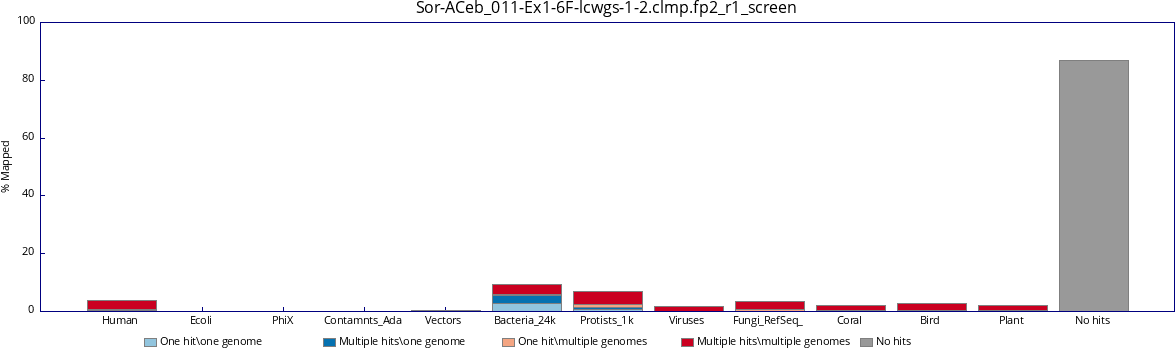 Sor-ACeb_011-Ex1-6F-lcwgs-1-2.clmp.fp2_r1_screen
100
80
60
40
20
0
% Mapped
Human Ecoli PhiX Contamnts_Ada Vectors Bacteria_24k Protists_1k Viruses Fungi_RefSeq_ Coral Bird Plant No hits
One hit\one genome Multiple hits\one genome One hit\multiple genomes Multiple hits\multiple genomes No hits